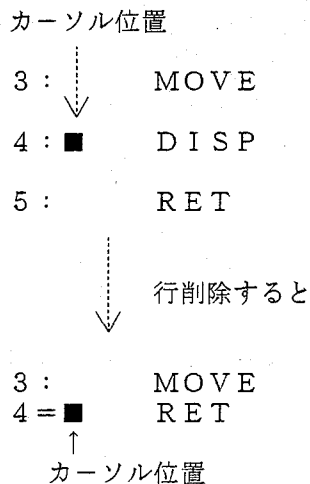 カーソル位置
3: MOVE
4:■ DISP
5: RET
行削除すると
3: MOVE
4=■ RET
↑
カーソル位置